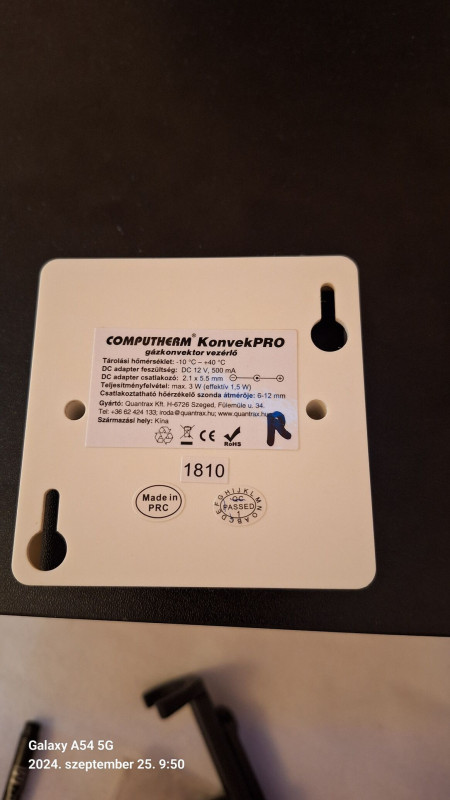 COMPUTHERM® KonvekPRO
gázkonvektor vezérlő
Tárolási hőmérséklet: -10 °C ~ +40 °C
DC adapter feszültség: DC 12 V, 500 mA
DC adapter csatlakozó: 2.1 x 5.5 mm
Teljesítményfelvétel: max. 3 W (effektív 1,5 W)
Csatlakoztatható hőérzékelő szonda átmérője: 6-12 mm
Gyártó: Quantrax Kft. H-6726 Szeged, Fülemüle u. 34.
Tel: +36 62 424 133; iroda@quantrax.hu; www.quantrax.hu
Származási hely: Kína
R
CE
RoHS
1810
Made in
PRC
A B C D E F G H I J K L M N O
QC
PASSED
1
Galaxy A54 5G
2024. szeptember 25. 9:50